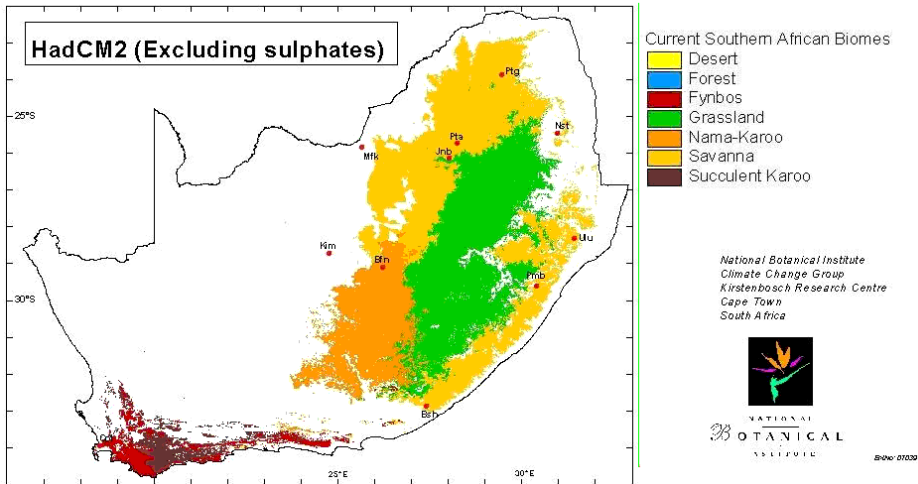 HadCM2 (Excluding sulphates)
Current Southern African Biomes
Desert
Forest
Fynbos
Grassland
Nama-Karoo
Savanna
Succulent Karoo
25°S
30°S
25°E
30°E
Ptg
Nst
Pta
Jnb
Mfk
Kim
Bfn
Ulu
Pmb
Bsh
National Botanical Institute
Climate Change Group
Kirstenbosch Research Centre
Cape Town
South Africa
NATIONAL
BOTANICAL
INSTITUTE